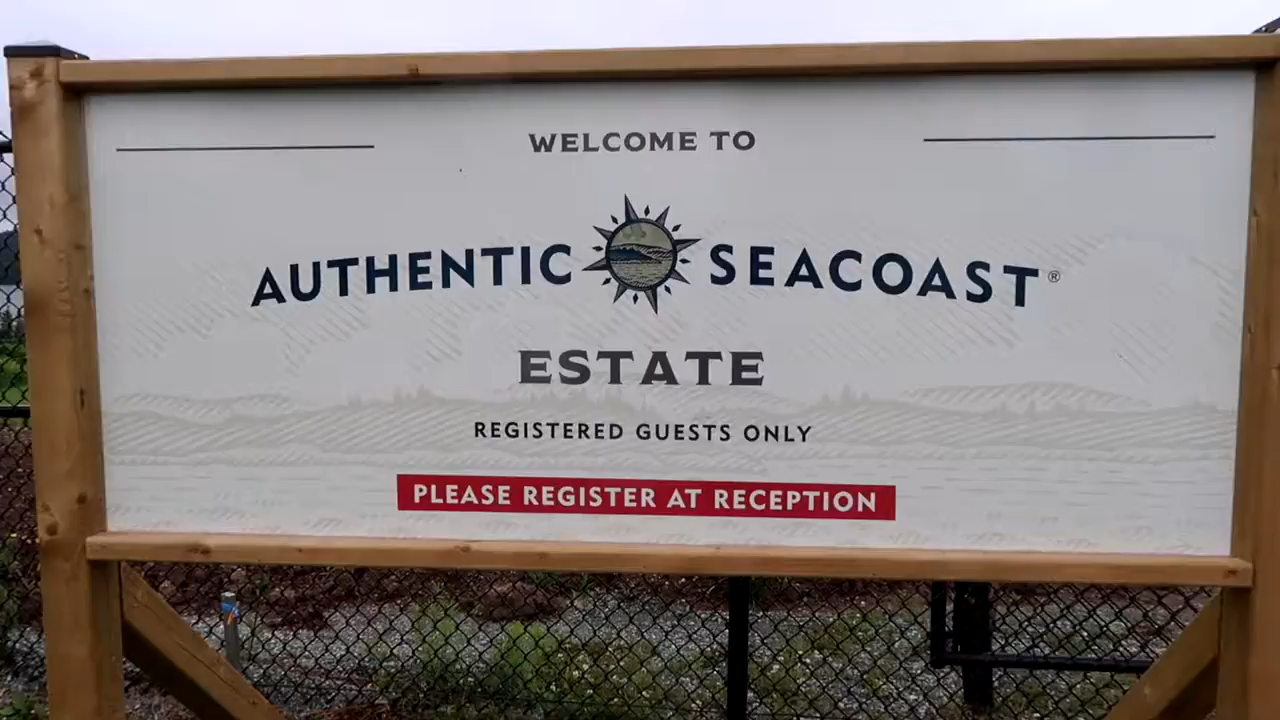 WELCOME TO
AUTHENTIC SEACOAST®
ESTATE
REGISTERED GUESTS ONLY
PLEASE REGISTER AT RECEPTION